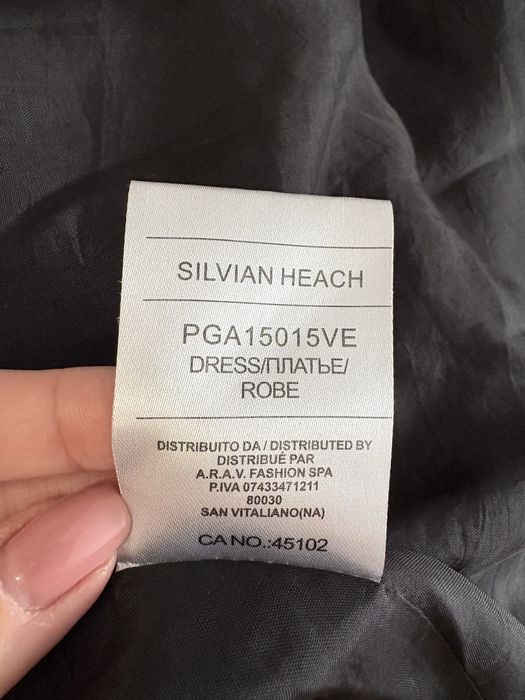 SILVIAN HEACH
PGA15015VE
DRESS/ПЛАТЬЕ/
ROBE
DISTRIBUITO DA / DISTRIBUTED BY
DISTRIBUÉ PAR
A.R.A.V. FASHION SPA
P.IVA 07433471211
80030
SAN VITALIANO(NA)
CA NO.:45102